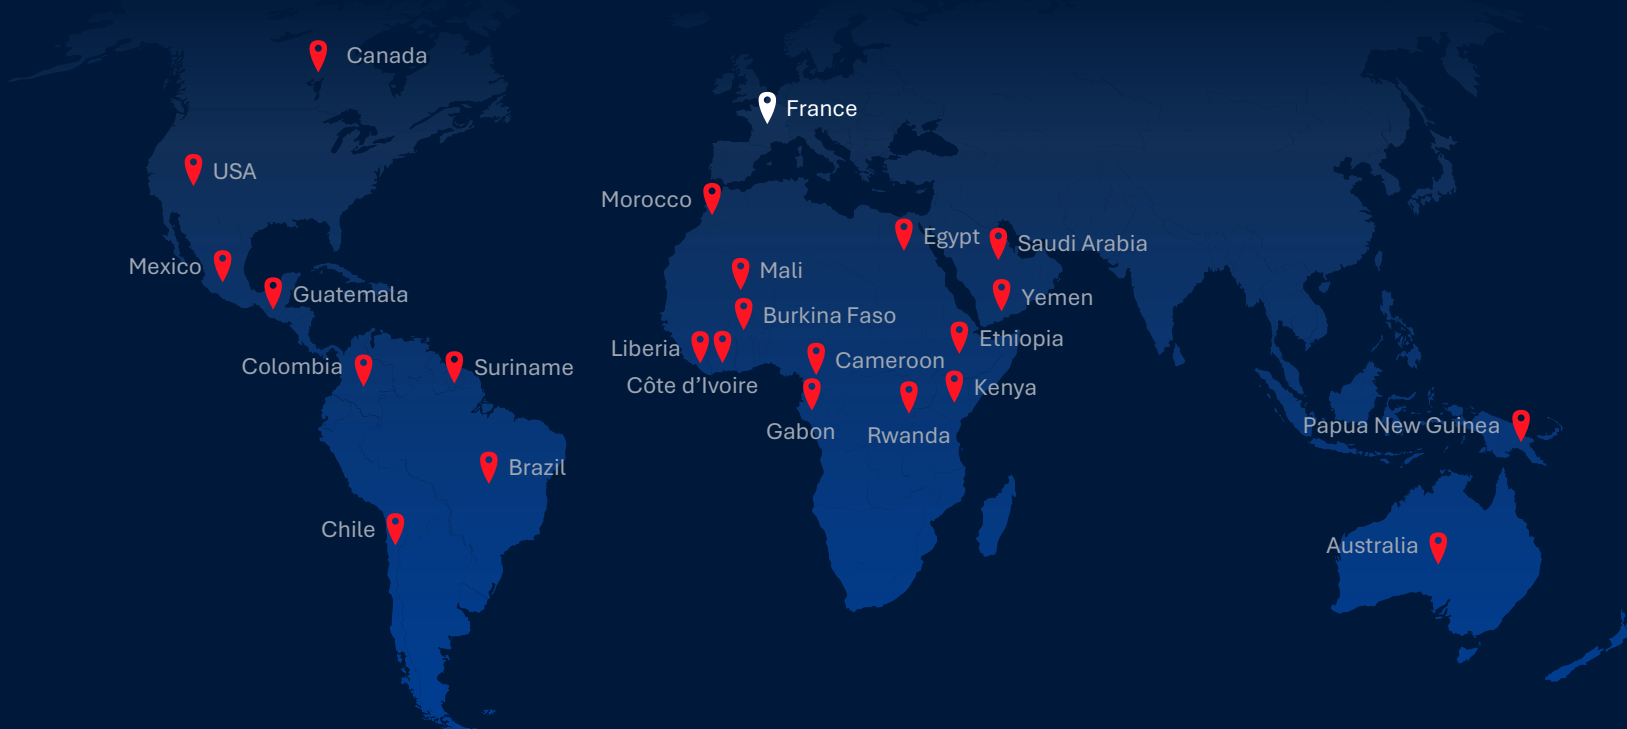 Canada
France
USA
Morocco
Egypt
Saudi Arabia
Mexico
Mali
Guatemala
Yemen
Burkina Faso
Ethiopia
Liberia
Cameroon
Colombia
Suriname
Côte d’Ivoire
Kenya
Papua New Guinea
Gabon
Rwanda
Brazil
Chile
Australia